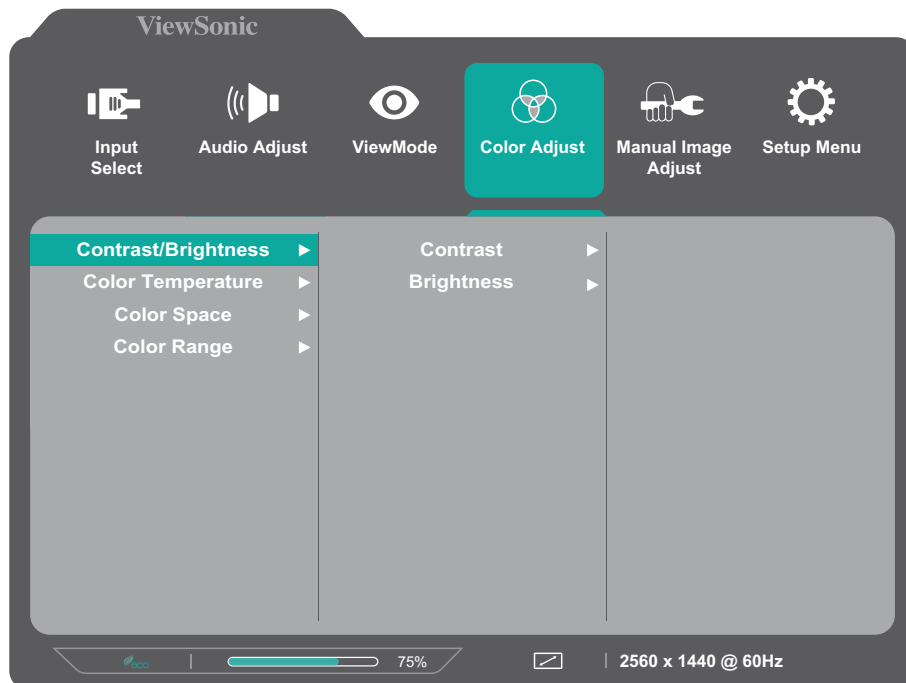 ViewSonic
Input
Select
Audio Adjust
ViewMode
Color Adjust
Manual Image
Adjust
Setup Menu
Contrast/Brightness
Color Temperature
Color Space
Color Range
Contrast
Brightness
eco
75%
2560 x 1440 @ 60Hz